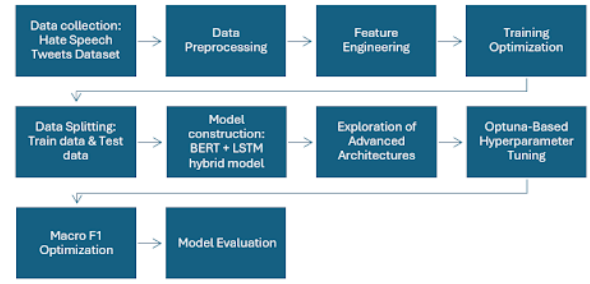 Data collection:
Hate Speech
Tweets Dataset
Data
Preprocessing
Feature
Engineering
Training
Optimization
Data Splitting:
Train data & Test
data
Model
construction:
BERT + LSTM
hybrid model
Exploration of
Advanced
Architectures
Optuna-Based
Hyperparameter
Tuning
Macro F1
Optimization
Model Evaluation